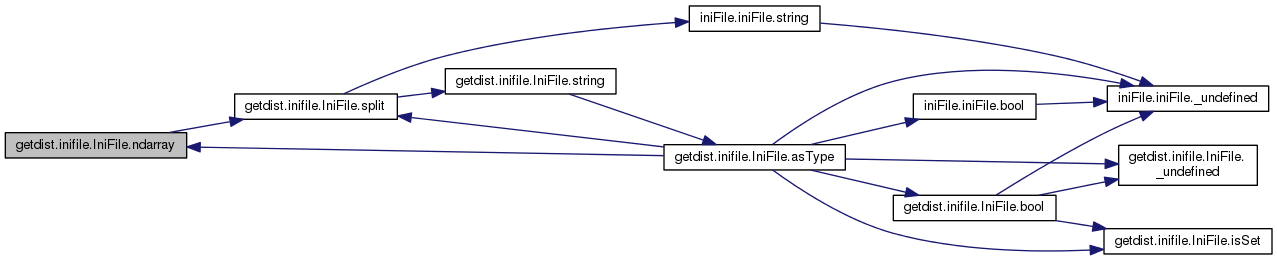 getdist.inifile.IniFile.ndarray
getdist.inifile.IniFile.split
iniFile.iniFile.string
getdist.inifile.IniFile.string
getdist.inifile.IniFile.asType
iniFile.iniFile.bool
getdist.inifile.IniFile.bool
iniFile.iniFile._undefined
getdist.inifile.IniFile.
_undefined
getdist.inifile.IniFile.isSet